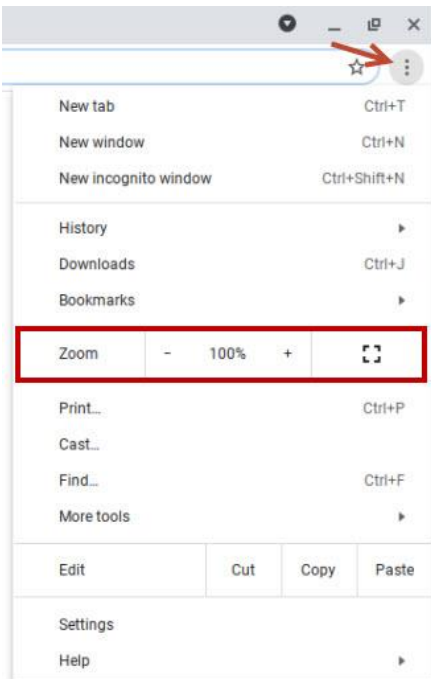 New tab Ctrl+T
New window Ctrl+N
New incognito window Ctrl+Shift+N
History
Downloads Ctrl+J
Bookmarks
Zoom - 100% +
Print... Ctrl+P
Cast...
Find... Ctrl+F
More tools
Edit Cut Copy Paste
Settings
Help